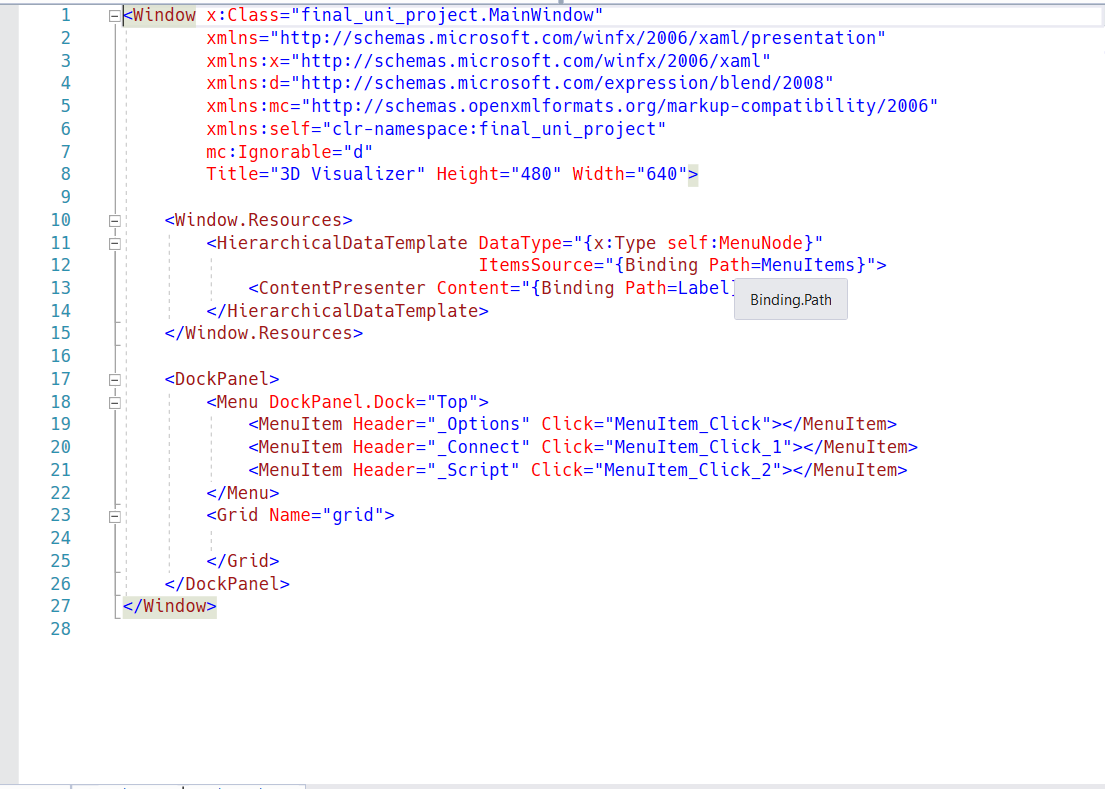 1 <Window x:Class="final_uni_project.MainWindow"
2 xmlns="http://schemas.microsoft.com/winfx/2006/xaml/presentation"
3 xmlns:x="http://schemas.microsoft.com/winfx/2006/xaml"
4 xmlns:d="http://schemas.microsoft.com/expression/blend/2008"
5 xmlns:mc="http://schemas.openxmlformats.org/markup-compatibility/2006"
6 xmlns:self="clr-namespace:final_uni_project"
7 mc:Ignorable="d"
8 Title="3D Visualizer" Height="480" Width="640">
9
10 <Window.Resources>
11 <HierarchicalDataTemplate DataType="{x:Type self:MenuNode}"
12 ItemsSource="{Binding Path=MenuItems}">
13 <ContentPresenter Content="{Binding Path=Label}
Binding.Path
14 </HierarchicalDataTemplate>
15 </Window.Resources>
16
17 <DockPanel>
18 <Menu DockPanel.Dock="Top">
19 <MenuItem Header="_Options" Click="MenuItem_Click"></MenuItem>
20 <MenuItem Header="_Connect" Click="MenuItem_Click_1"></MenuItem>
21 <MenuItem Header="_Script" Click="MenuItem_Click_2"></MenuItem>
22 </Menu>
23 <Grid Name="grid">
24
25 </Grid>
26 </DockPanel>
27 </Window>
28